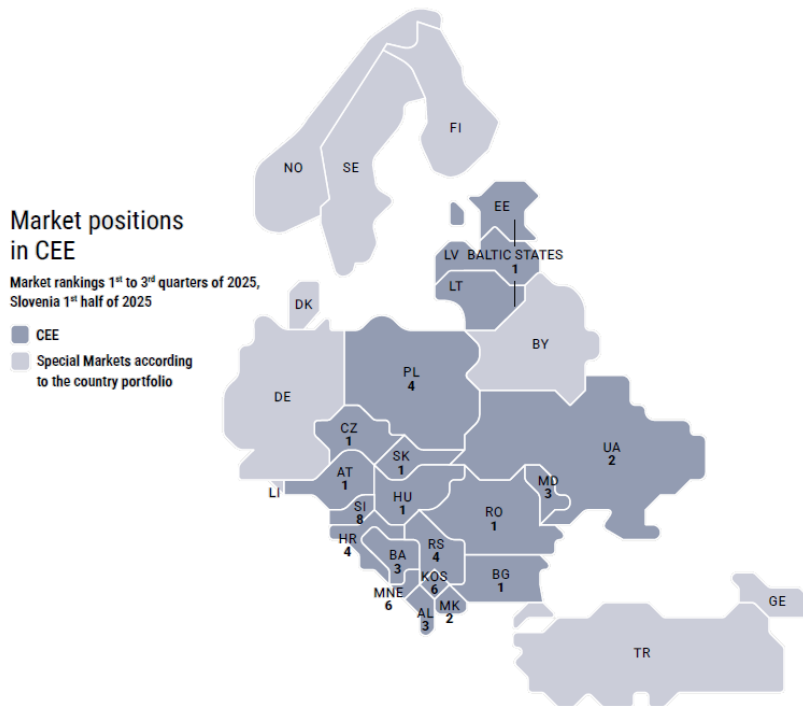 Market positions
in CEE
Market rankings 1st to 3rd quarters of 2025,
Slovenia 1st half of 2025
CEE
Special Markets according
to the country portfolio
NO
SE
FI
EE
LV
BALTIC STATES
1
LT
DK
BY
DE
PL
4
CZ
1
SK
1
UA
2
AT
1
LI
HU
1
MD
3
SI
8
RO
1
HR
4
BA
3
RS
4
KOS
6
BG
1
MNE
6
AL
3
MK
2
GE
TR